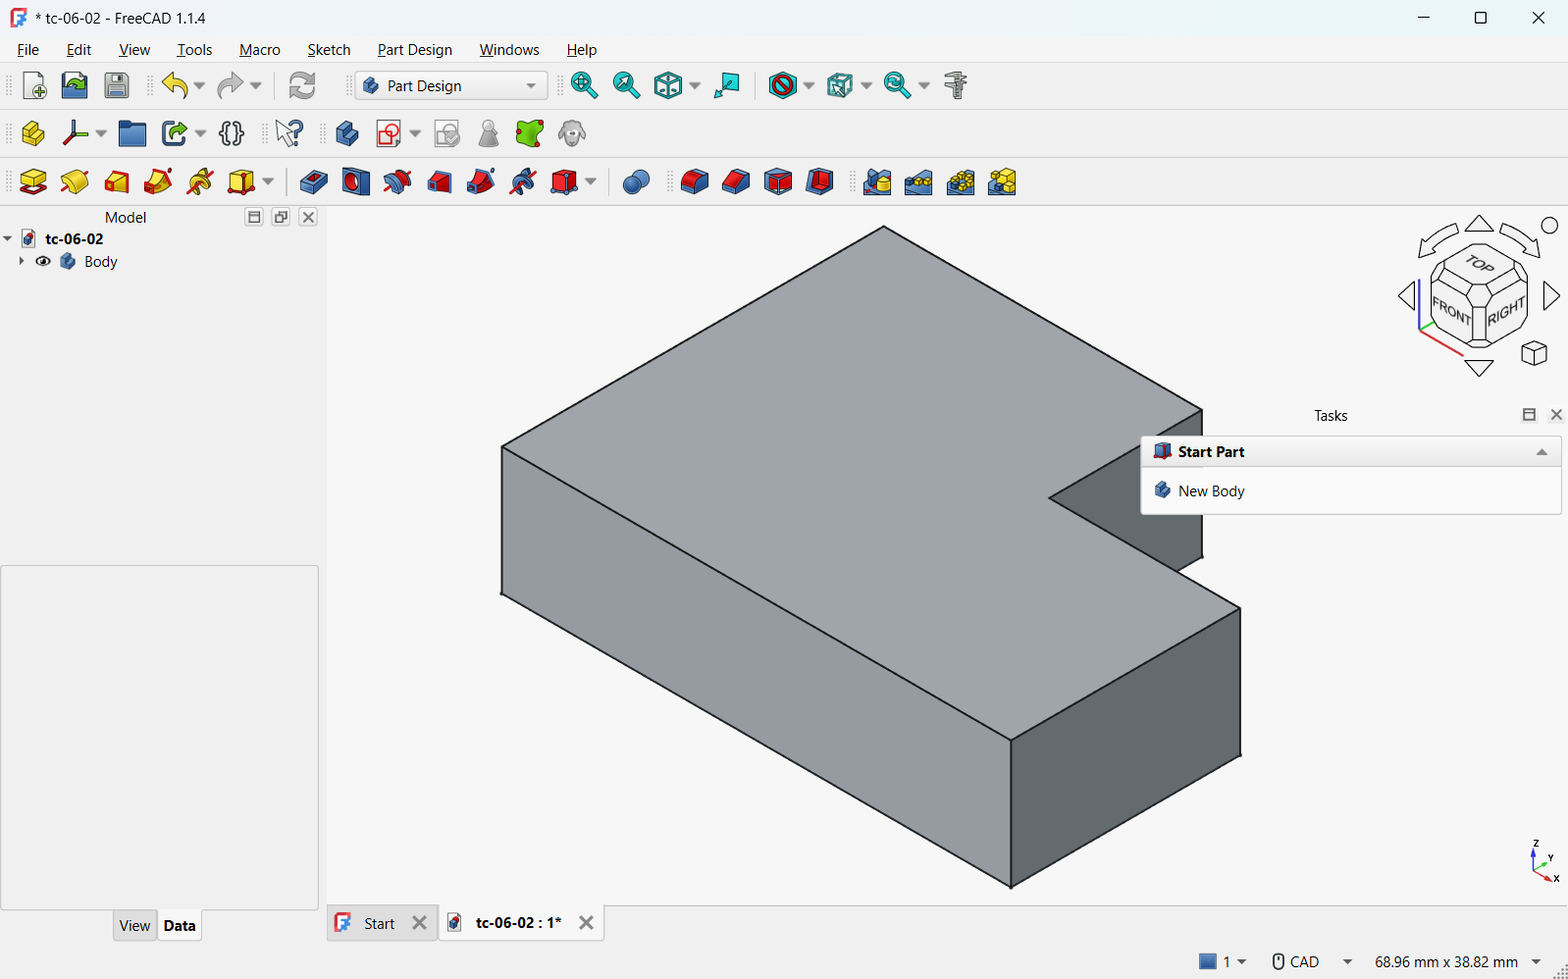 * tc-06-02 - FreeCAD 1.1.4
File Edit View Tools Macro Sketch Part Design Windows Help
Part Design
Model
tc-06-02
Body
TOP
FRONT RIGHT
Tasks
Start Part
New Body
Z
Y
X
View Data
Start tc-06-02 : 1*
1 CAD 68.96 mm x 38.82 mm